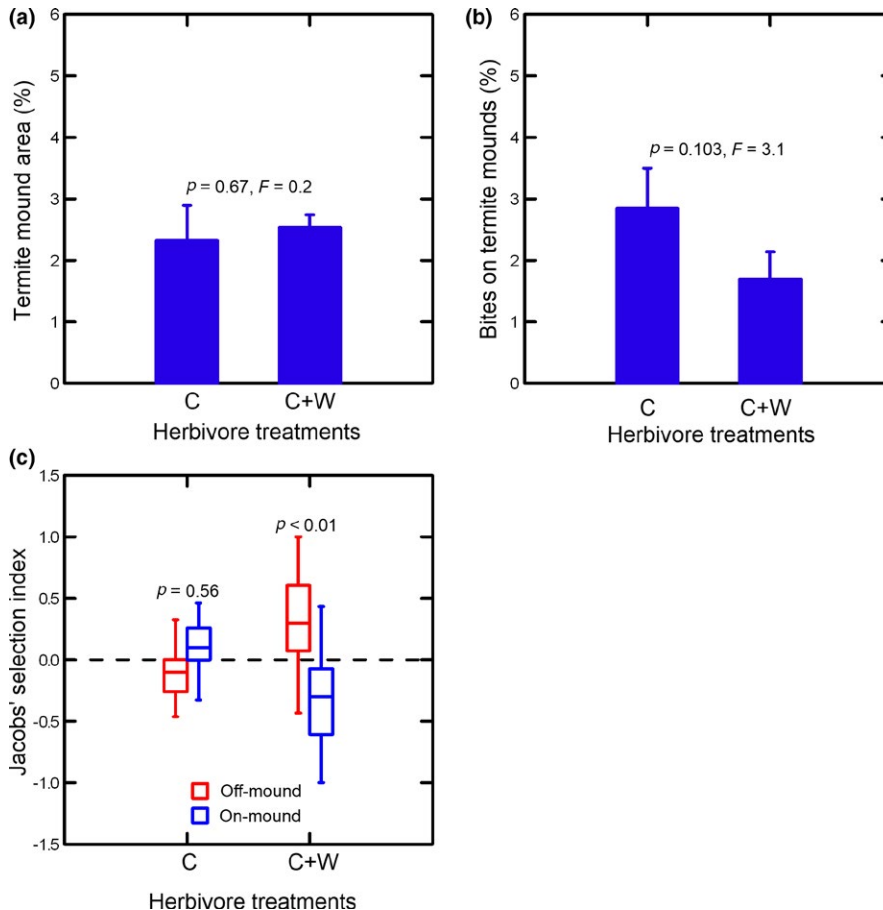 (a)
6
5
4
3
2
1
0
Termite mound area (%)
p = 0.67, F = 0.2
C C+W
Herbivore treatments
(b)
6
5
4
3
2
1
0
Bites on termite mounds (%)
p = 0.103, F = 3.1
C C+W
Herbivore treatments
(c)
1.5
1.0
0.5
0.0
-0.5
-1.0
-1.5
Jacobs' selection index
p < 0.01
p = 0.56
Off-mound
On-mound
C C+W
Herbivore treatments